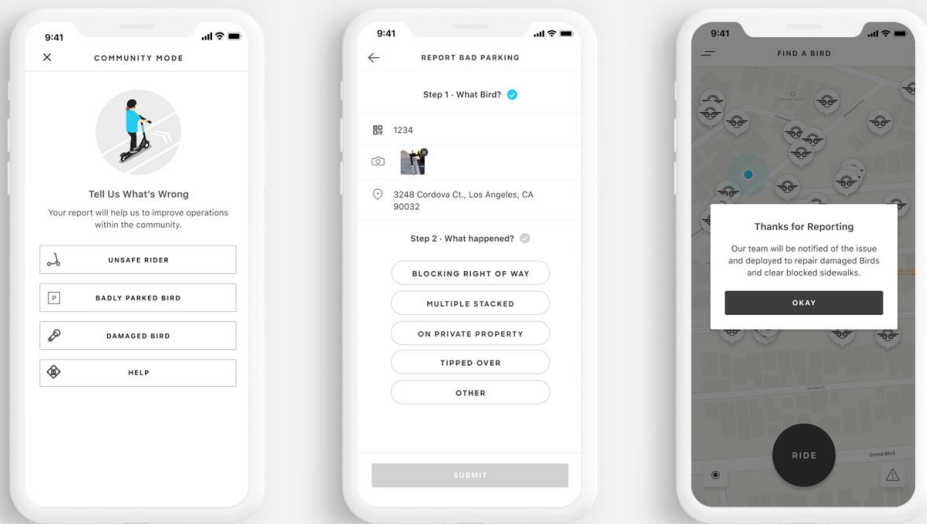 9:41
COMMUNITY MODE
Tell Us What's Wrong
Your report will help us to improve operations
within the community.
UNSAFE RIDER
P
BADLY PARKED BIRD
DAMAGED BIRD
HELP
9:41
REPORT BAD PARKING
Step 1 - What Bird?
1234
3248 Cordova Ct., Los Angeles, CA
90032
Step 2 - What happened?
BLOCKING RIGHT OF WAY
MULTIPLE STACKED
ON PRIVATE PROPERTY
TIPPED OVER
OTHER
SUBMIT
9:41
FIND A BIRD
Thanks for Reporting
Our team will be notified of the issue
and deployed to repair damaged Birds
and clear blocked sidewalks.
OKAY
RIDE
Grand Blvd